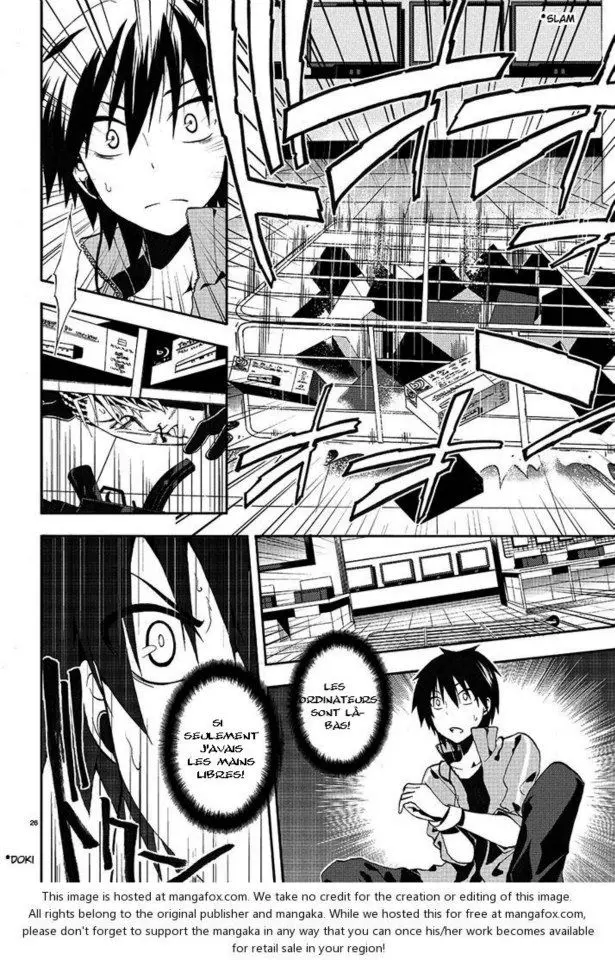 *SLAM
LES
ORDINATEURS
SONT LÀ-
BAS!
SI
SEULEMENT
J'AVAIS
LES MAINS
LIBRES!
26
*DOKI
This image is hosted at mangafox.com. We take no credit for the creation or editing of this image.
All rights belong to the original publisher and mangaka. While we hosted this for free at mangafox.com,
please don't forget to support the mangaka in any way that you can once his/her work becomes available
for retail sale in your region!